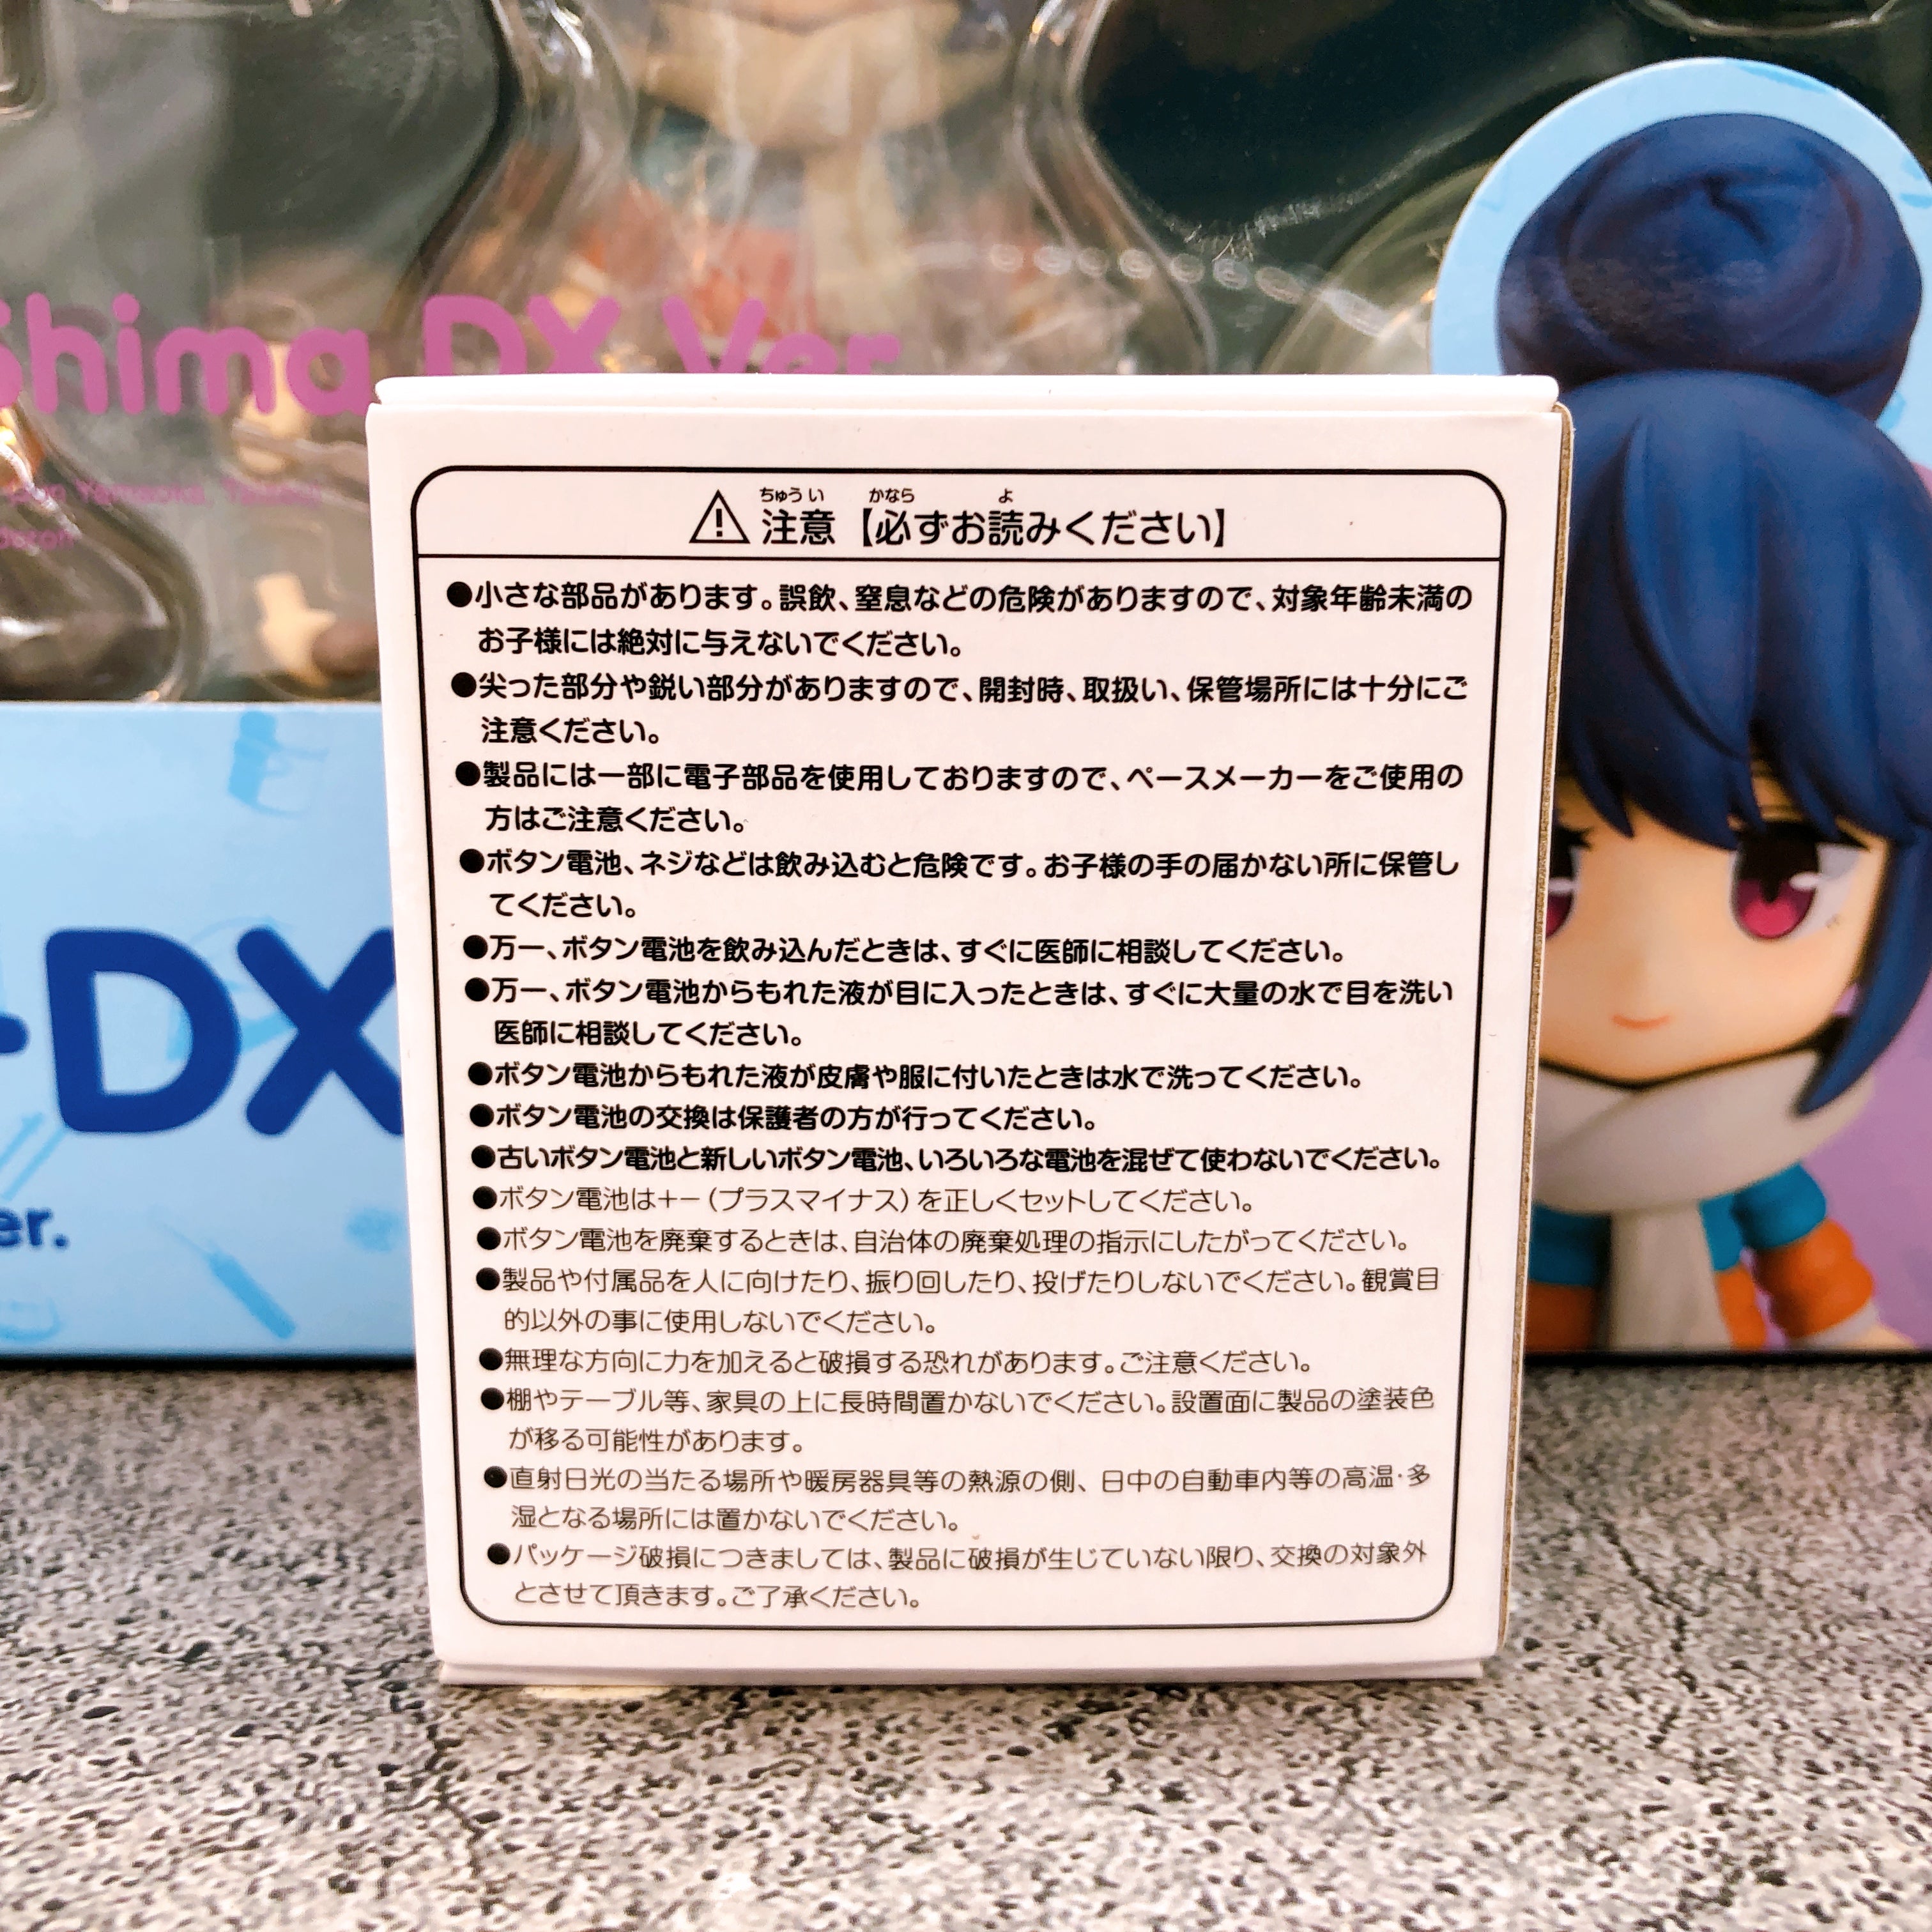 Shima DX Ver.
DX
er.
ちゅうい かなら よ
注意【必ずお読みください】
●小さな部品があります。誤飲、窒息などの危険がありますので、対象年齢未満の
お子様には絶対に与えないでください。
●尖った部分や鋭い部分がありますので、開封時、取扱い、保管場所には十分にご
注意ください。
●製品には一部に電子部品を使用しておりますので、ペースメーカーをご使用の
方はご注意ください。
●ボタン電池、ネジなどは飲み込むと危険です。お子様の手の届かない所に保管し
てください。
●万一、ボタン電池を飲み込んだときは、すぐに医師に相談してください。
●万一、ボタン電池からもれた液が目に入ったときは、すぐに大量の水で目を洗い
医師に相談してください。
●ボタン電池からもれた液が皮膚や服に付いたときは水で洗ってください。
●ボタン電池の交換は保護者の方が行ってください。
●古いボタン電池と新しいボタン電池、いろいろな電池を混ぜて使わないでください。
●ボタン電池は+−(プラスマイナス)を正しくセットしてください。
●ボタン電池を廃棄するときは、自治体の廃棄処理の指示にしたがってください。
●製品や付属品を人に向けたり、振り回したり、投げたりしないでください。観賞目
的以外の事に使用しないでください。
●無理な方向に力を加えると破損する恐れがあります。ご注意ください。
●棚やテーブル等、家具の上に長時間置かないでください。設置面に製品の塗装色
が移る可能性があります。
●直射日光の当たる場所や暖房器具等の熱源の側、日中の自動車内等の高温・多
湿となる場所には置かないでください。
●パッケージ破損につきましては、製品に破損が生じていない限り、交換の対象外
とさせて頂きます。ご了承ください。